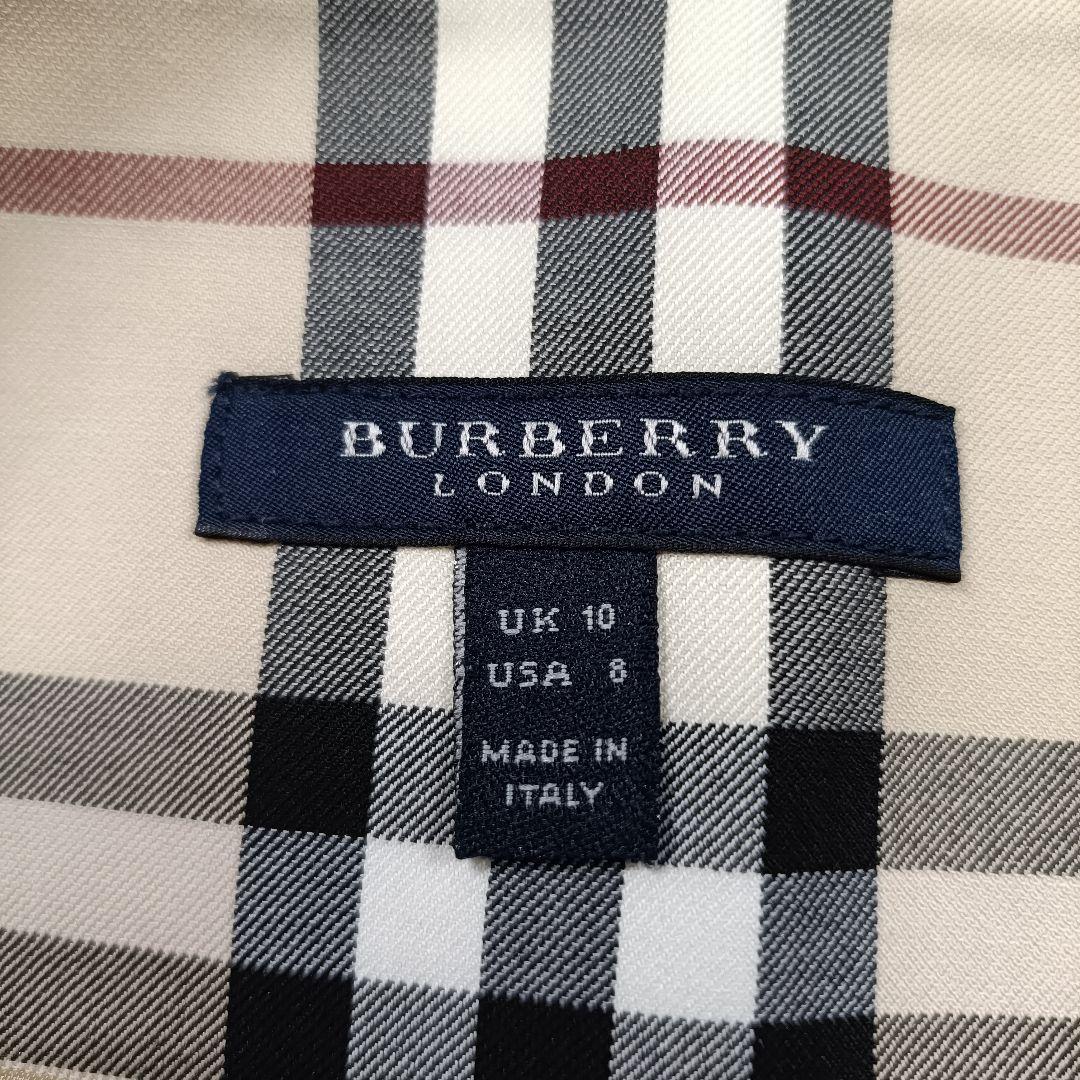 BURBERRY
LONDON
UK 10
USA 8
MADE IN
ITALY